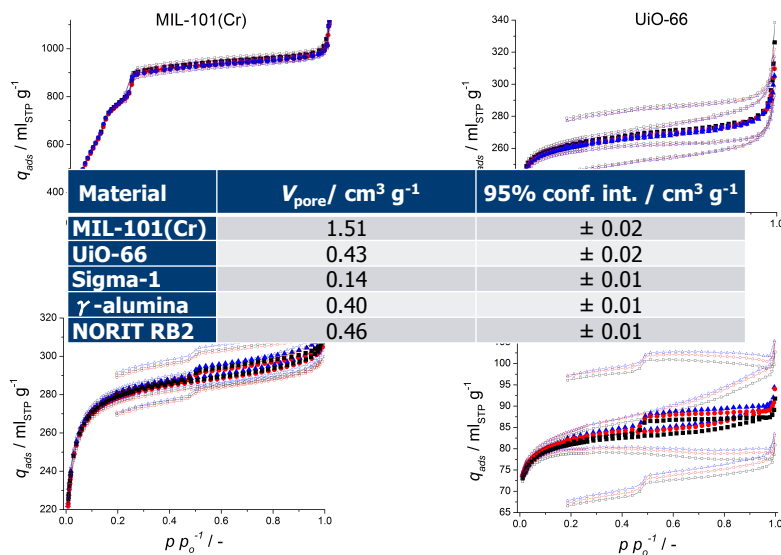 MIL-101(Cr)
UiO-66
1000
800
600
400
q_ads / ml_STP g⁻¹
340
320
300
280
260
ads / ml_STP g⁻¹
1.0
Material V_pore / cm³ g⁻¹ 95% conf. int. / cm³ g⁻¹
MIL-101(Cr) 1.51 ± 0.02
UiO-66 0.43 ± 0.02
Sigma-1 0.14 ± 0.01
γ-alumina 0.40 ± 0.01
NORIT RB2 0.46 ± 0.01
320
300
280
260
240
220
q_ads / ml_STP g⁻¹
0.0 0.2 0.4 0.6 0.8 1.0
p p_o⁻¹ / -
105
100
95
90
85
80
75
70
65
q_ads / ml_STP g⁻¹
0.0 0.2 0.4 0.6 0.8 1.0
p p_o⁻¹ / -